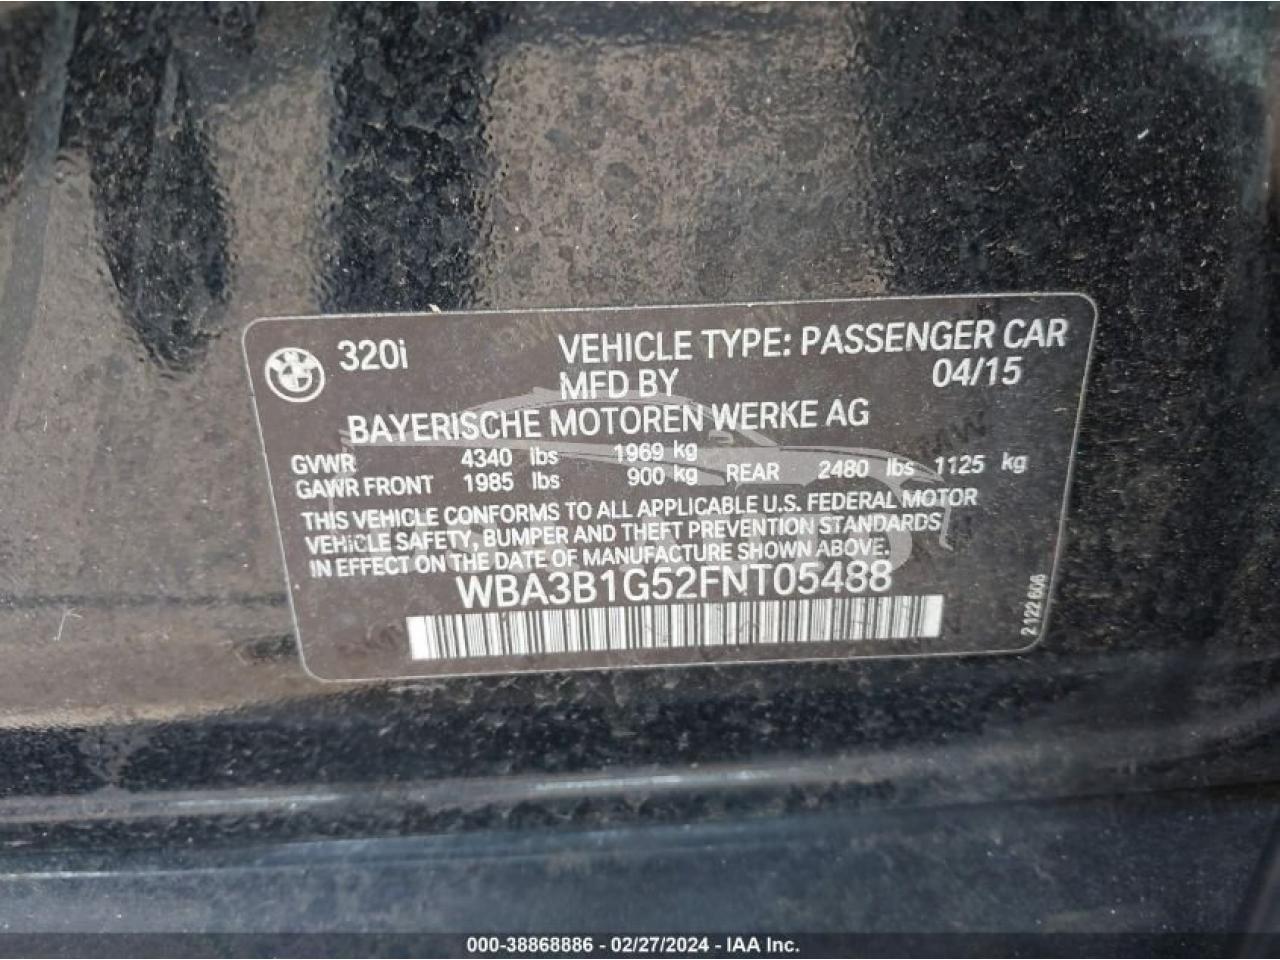 320i
VEHICLE TYPE: PASSENGER CAR
MFD BY
04/15
BAYERISCHE MOTOREN WERKE AG
GVWR 4340 lbs 1969 kg
GAWR FRONT 1985 lbs 900 kg REAR 2480 lbs 1125 kg
THIS VEHICLE CONFORMS TO ALL APPLICABLE U.S. FEDERAL MOTOR
VEHICLE SAFETY, BUMPER AND THEFT PREVENTION STANDARDS
IN EFFECT ON THE DATE OF MANUFACTURE SHOWN ABOVE.
WBA3B1G52FNT05488
2 122 606
000-38868886 - 02/27/2024 - IAA Inc.